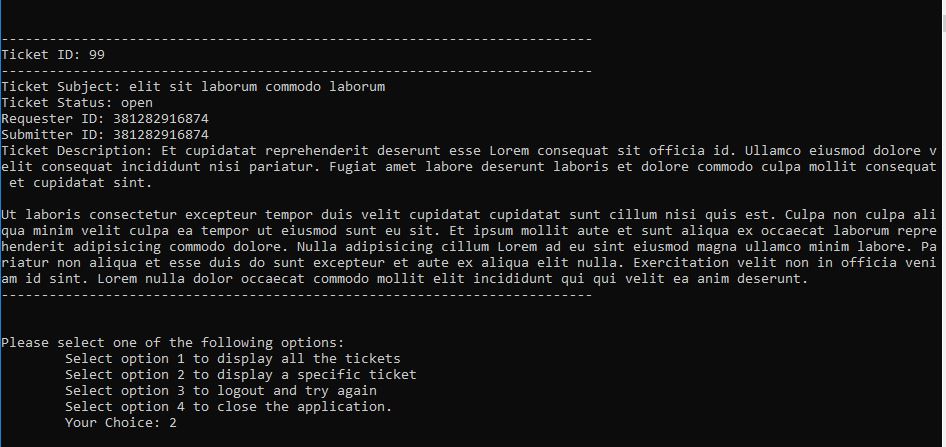 --------------------------------------------------------------------------
Ticket ID: 99
--------------------------------------------------------------------------
Ticket Subject: elit sit laborum commodo laborum
Ticket Status: open
Requester ID: 381282916874
Submitter ID: 381282916874
Ticket Description: Et cupidatat reprehenderit deserunt esse Lorem consequat sit officia id. Ullamco eiusmod dolore v
elit consequat incididunt nisi pariatur. Fugiat amet labore deserunt laboris et dolore commodo culpa mollit consequat
 et cupidatat sint.

Ut laboris consectetur excepteur tempor duis velit cupidatat cupidatat sunt cillum nisi quis est. Culpa non culpa ali
qua minim velit culpa ea tempor ut eiusmod sunt eu sit. Et ipsum mollit aute et sunt aliqua ex occaecat laborum repre
henderit adipisicing commodo dolore. Nulla adipisicing cillum Lorem ad eu sint eiusmod magna ullamco minim labore. Pa
riatur non aliqua et esse duis do sunt excepteur et aute ex aliqua elit nulla. Exercitation velit non in officia veni
am id sint. Lorem nulla dolor occaecat commodo mollit elit incididunt qui qui velit ea anim deserunt.
--------------------------------------------------------------------------

Please select one of the following options:
        Select option 1 to display all the tickets
        Select option 2 to display a specific ticket
        Select option 3 to logout and try again
        Select option 4 to close the application.
        Your Choice: 2